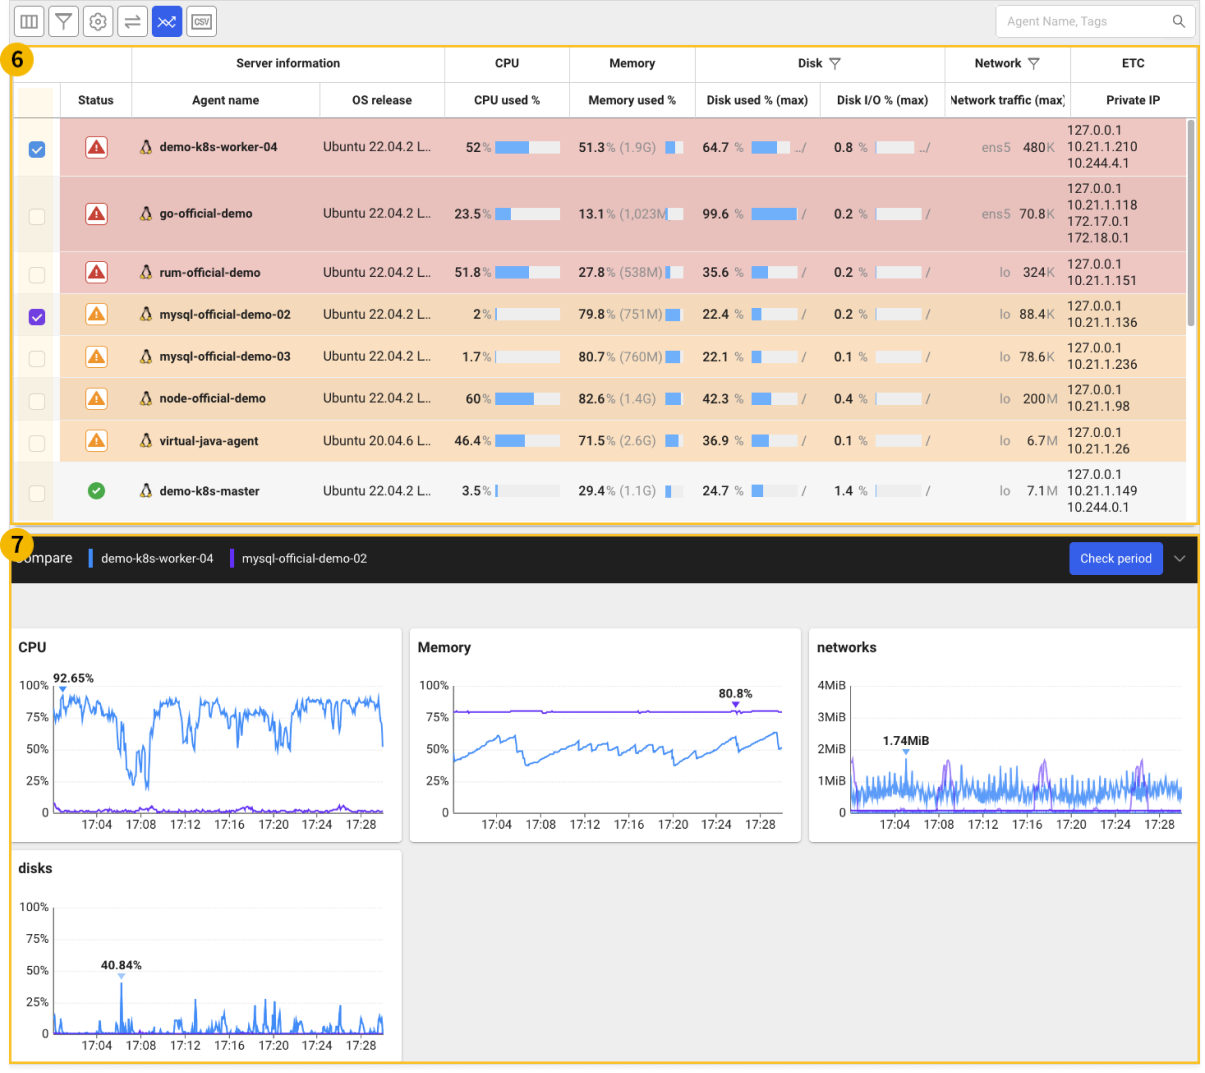 CSV
Agent Name, Tags
6
Server information CPU Memory Disk Network ETC
Status Agent name OS release CPU used % Memory used % Disk used % (max) Disk I/O % (max) Network traffic (max) Private IP
demo-k8s-worker-04 Ubuntu 22.04.2 L... 52% 51.3% (1.9G) 64.7 % ../ 0.8 % ../ ens5 480K 127.0.0.1
10.21.1.210
10.244.4.1
go-official-demo Ubuntu 22.04.2 L... 23.5% 13.1% (1,023M 99.6 % / 0.2 % / ens5 70.8K 127.0.0.1
10.21.1.118
172.17.0.1
172.18.0.1
rum-official-demo Ubuntu 22.04.2 L... 51.8% 27.8% (538M) 35.6 % / 0.2 % / lo 324K 127.0.0.1
10.21.1.151
mysql-official-demo-02 Ubuntu 22.04.2 L... 2% 79.8% (751M) 22.4 % / 0.2 % / lo 88.4K 127.0.0.1
10.21.1.136
mysql-official-demo-03 Ubuntu 22.04.2 L... 1.7% 80.7% (760M) 22.1 % / 0.1 % / lo 78.6K 127.0.0.1
10.21.1.236
node-official-demo Ubuntu 22.04.2 L... 60% 82.6% (1.4G) 42.3 % / 0.4 % / lo 200M 127.0.0.1
10.21.1.98
virtual-java-agent Ubuntu 20.04.6 L... 46.4% 71.5% (2.6G) 36.9 % / 0.1 % / lo 6.7M 127.0.0.1
10.21.1.26
demo-k8s-master Ubuntu 22.04.2 L... 3.5% 29.4% (1.1G) 24.7 % / 1.4 % / lo 7.1M 127.0.0.1
10.21.1.149
10.244.0.1
7
ompare demo-k8s-worker-04 mysql-official-demo-02 Check period
CPU
92.65%
100%
75%
50%
25%
0
17:04 17:08 17:12 17:16 17:20 17:24 17:28
Memory
80.8%
100%
75%
50%
25%
0
17:04 17:08 17:12 17:16 17:20 17:24 17:28
networks
4MiB
3MiB
1.74MiB
2MiB
1MiB
0
17:04 17:08 17:12 17:16 17:20 17:24 17:28
disks
100%
75%
40.84%
50%
25%
0
17:04 17:08 17:12 17:16 17:20 17:24 17:28